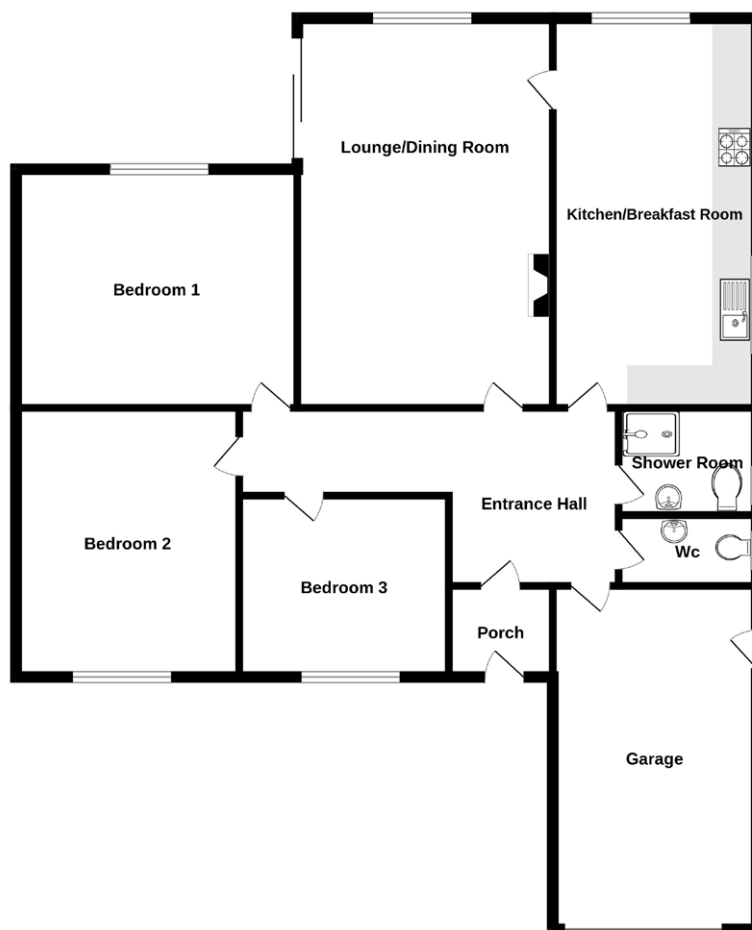 Lounge/Dining Room
Kitchen/Breakfast Room
Bedroom 1
Shower Room
Entrance Hall
Bedroom 2
Wc
Bedroom 3
Porch
Garage